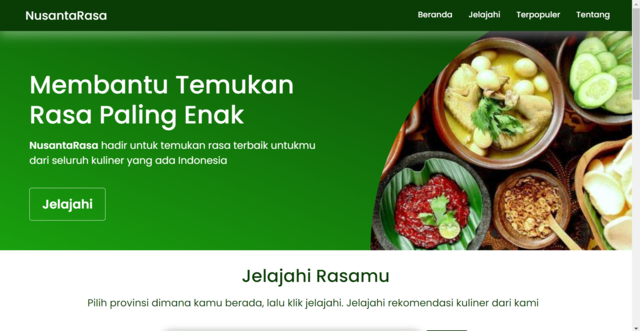 NusantaRasa
Beranda Jelajahi Terpopuler Tentang
Membantu Temukan
Rasa Paling Enak
NusantaRasa hadir untuk temukan rasa terbaik untukmu
dari seluruh kuliner yang ada Indonesia
Jelajahi
Jelajahi Rasamu
Pilih provinsi dimana kamu berada, lalu klik jelajahi. Jelajahi rekomendasi kuliner dari kami